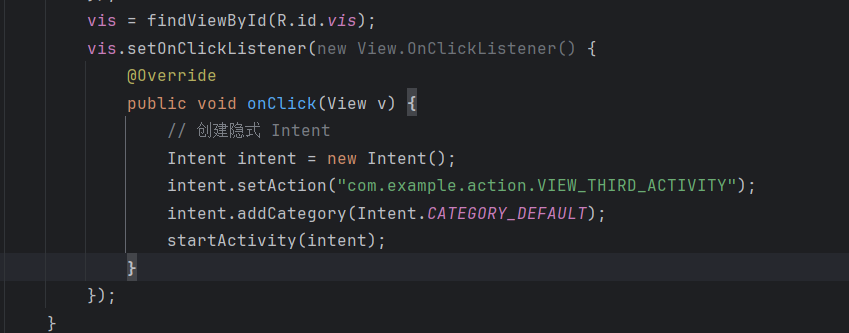 vis = findViewById(R.id.vis);
vis.setOnClickListener(new View.OnClickListener() {
@Override
public void onClick(View v) {
// 创建隐式 Intent
Intent intent = new Intent();
intent.setAction("com.example.action.VIEW_THIRD_ACTIVITY");
intent.addCategory(Intent.CATEGORY_DEFAULT);
startActivity(intent);
}
});
}